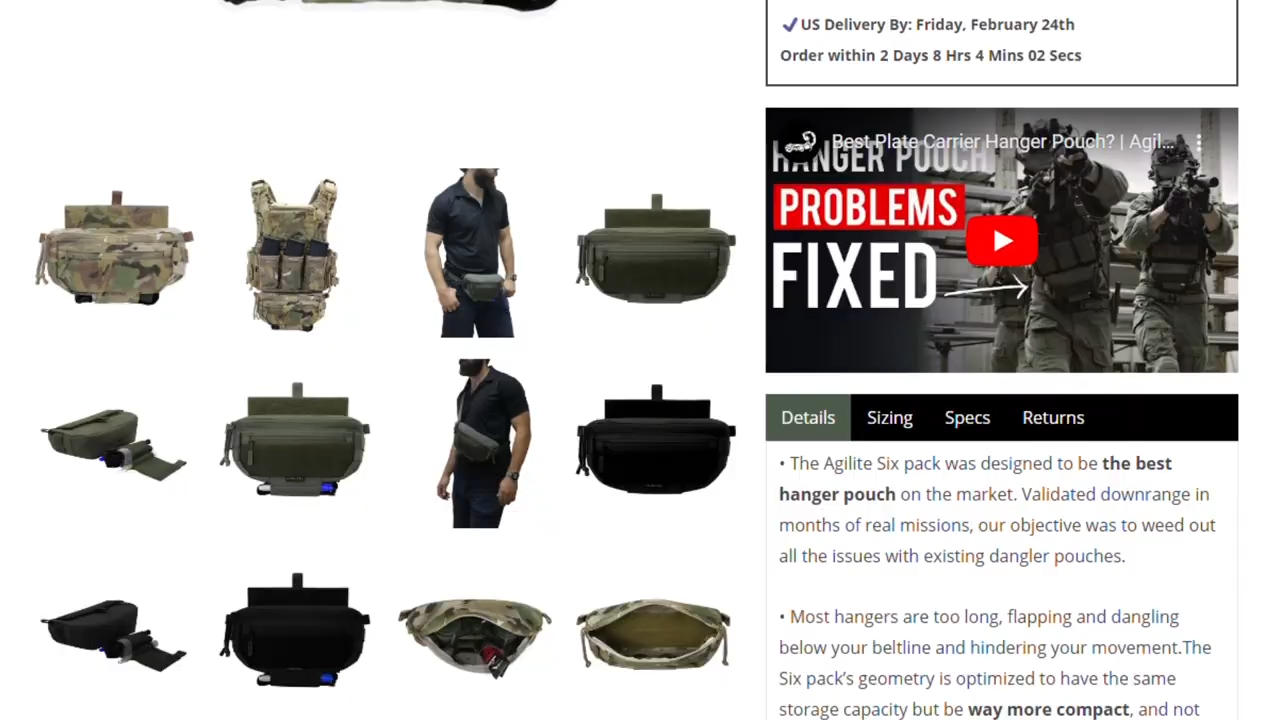 ✔US Delivery By: Friday, February 24th
Order within 2 Days 8 Hrs 4 Mins 02 Secs
Best Plate Carrier Hanger Pouch? | Agil...
HANGER POUCH
PROBLEMS
FIXED
Details Sizing Specs Returns
• The Agilite Six pack was designed to be the best
hanger pouch on the market. Validated downrange in
months of real missions, our objective was to weed out
all the issues with existing dangler pouches.
• Most hangers are too long, flapping and dangling
below your beltline and hindering your movement.The
Six pack’s geometry is optimized to have the same
storage capacity but be way more compact, and not